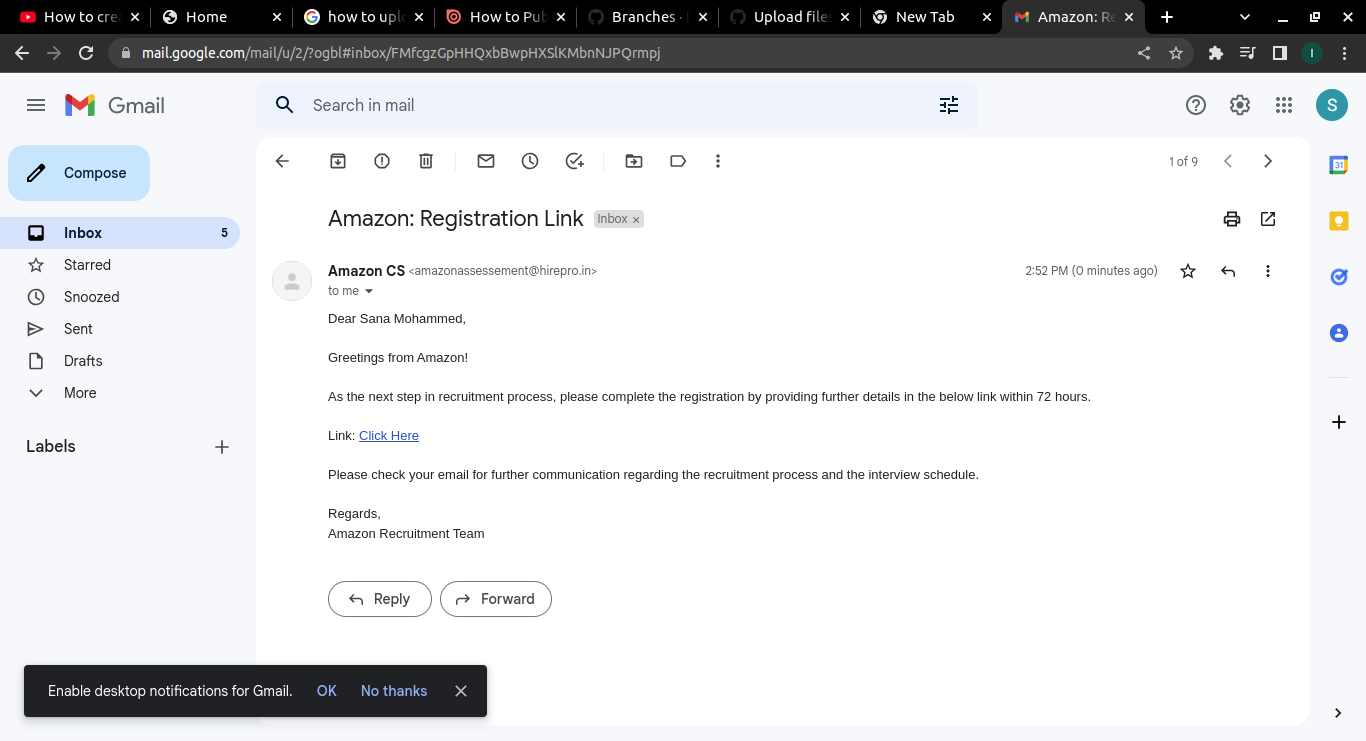 How to crea
Home
how to uplo
How to Pub
Branches ·
Upload files
New Tab
Amazon: Re
mail.google.com/mail/u/2/?ogbl#inbox/FMfcgzGpHHQxbBwpHXSlKMbnNJPQrmpj
I
Gmail
Search in mail
S
Compose
1 of 9
31
Amazon: Registration Link
Inbox ×
Inbox 5
Starred
Snoozed
Sent
Drafts
More
Labels
Amazon CS <amazonassessement@hirepro.in>
2:52 PM (0 minutes ago)
to me
Dear Sana Mohammed,
Greetings from Amazon!
As the next step in recruitment process, please complete the registration by providing further details in the below link within 72 hours.
Link: Click Here
Please check your email for further communication regarding the recruitment process and the interview schedule.
Regards,
Amazon Recruitment Team
Reply
Forward
Enable desktop notifications for Gmail. OK No thanks